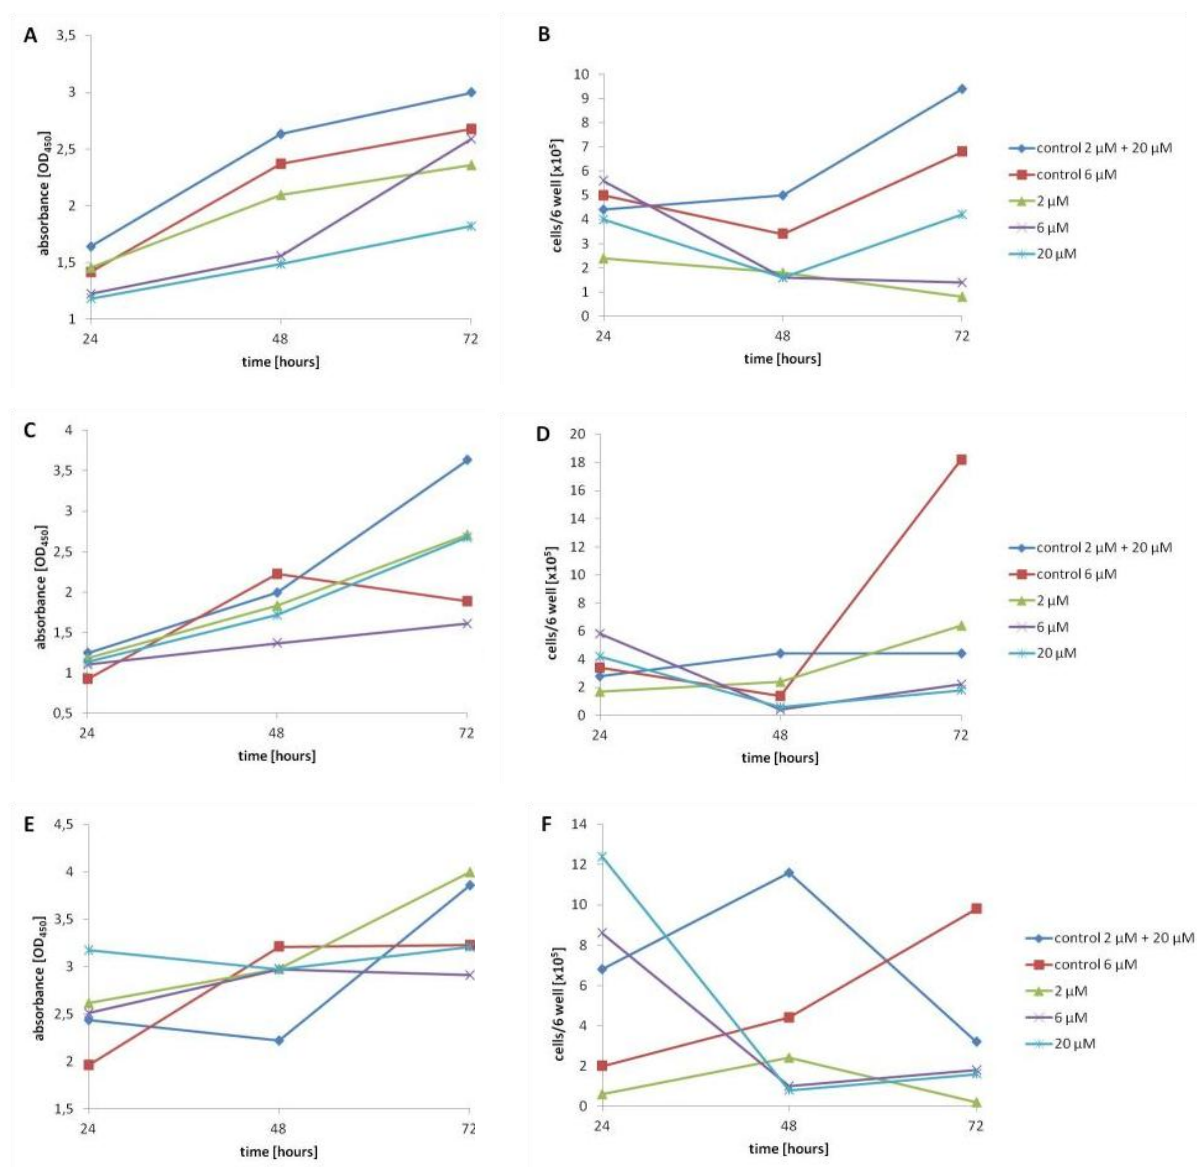 A
3,5
3
2,5
2
1,5
1
absorbance [OD450]
24 48 72
time [hours]
B
10
9
8
7
6
5
4
3
2
1
0
cells/6 well [x10⁵]
24 48 72
time [hours]
control 2 µM + 20 µM
control 6 µM
2 µM
6 µM
20 µM
C
4
3,5
3
2,5
2
1,5
1
0,5
absorbance [OD450]
24 48 72
time [hours]
D
20
18
16
14
12
10
8
6
4
2
0
cells/6 well [x10⁵]
24 48 72
time [hours]
control 2 µM + 20 µM
control 6 µM
2 µM
6 µM
20 µM
E
4,5
4
3,5
3
2,5
2
1,5
absorbance [OD450]
24 48 72
time [hours]
F
14
12
10
8
6
4
2
0
cells/6 well [x10⁵]
24 48 72
time [hours]
control 2 µM + 20 µM
control 6 µM
2 µM
6 µM
20 µM